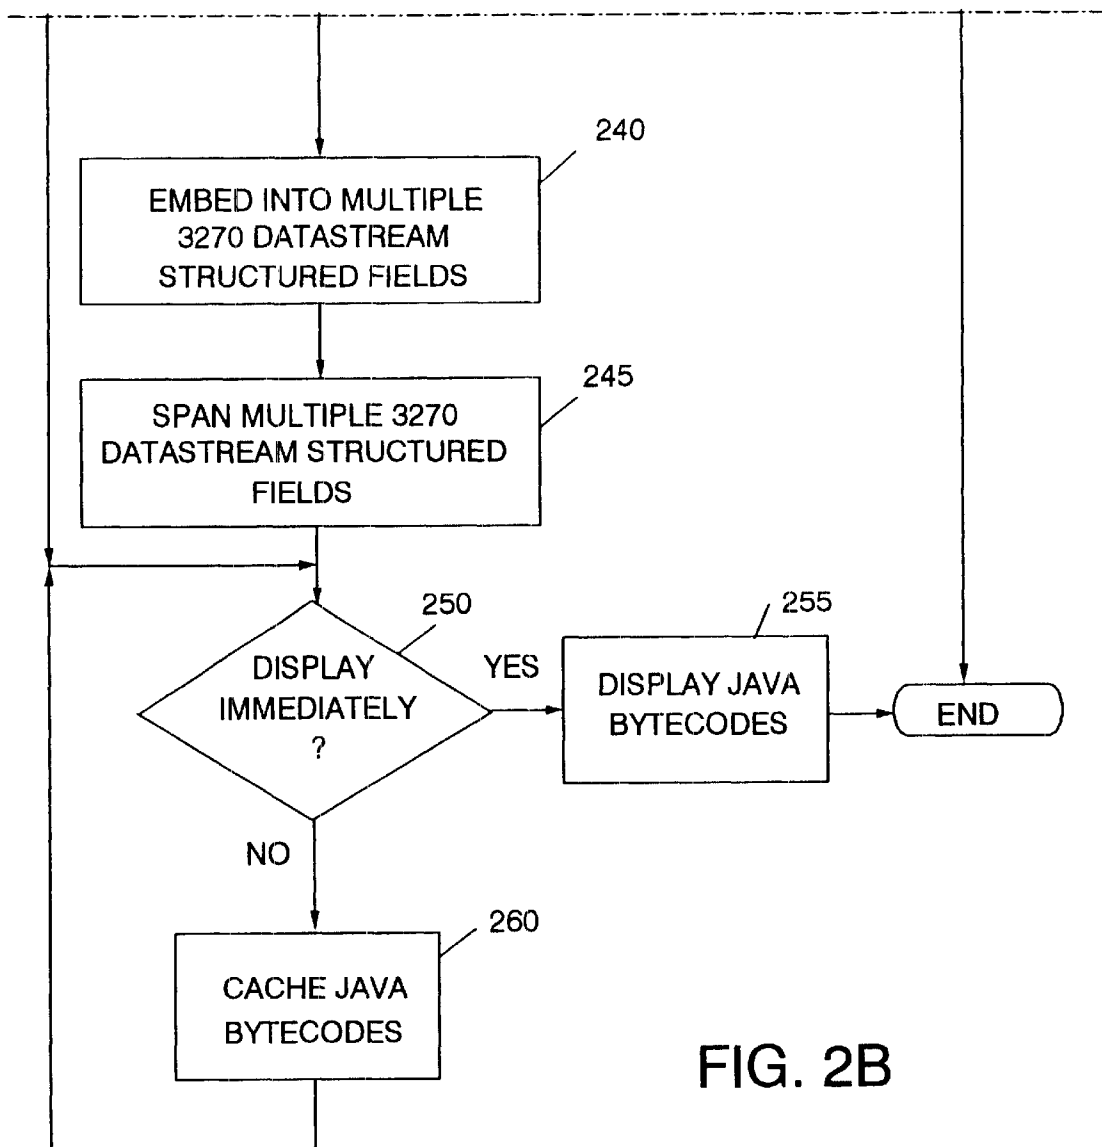 240
EMBED INTO MULTIPLE
3270 DATASTREAM
STRUCTURED FIELDS
245
SPAN MULTIPLE 3270
DATASTREAM STRUCTURED
FIELDS
250
DISPLAY
IMMEDIATELY
?
YES
255
DISPLAY JAVA
BYTECODES
END
NO
260
CACHE JAVA
BYTECODES
FIG. 2B